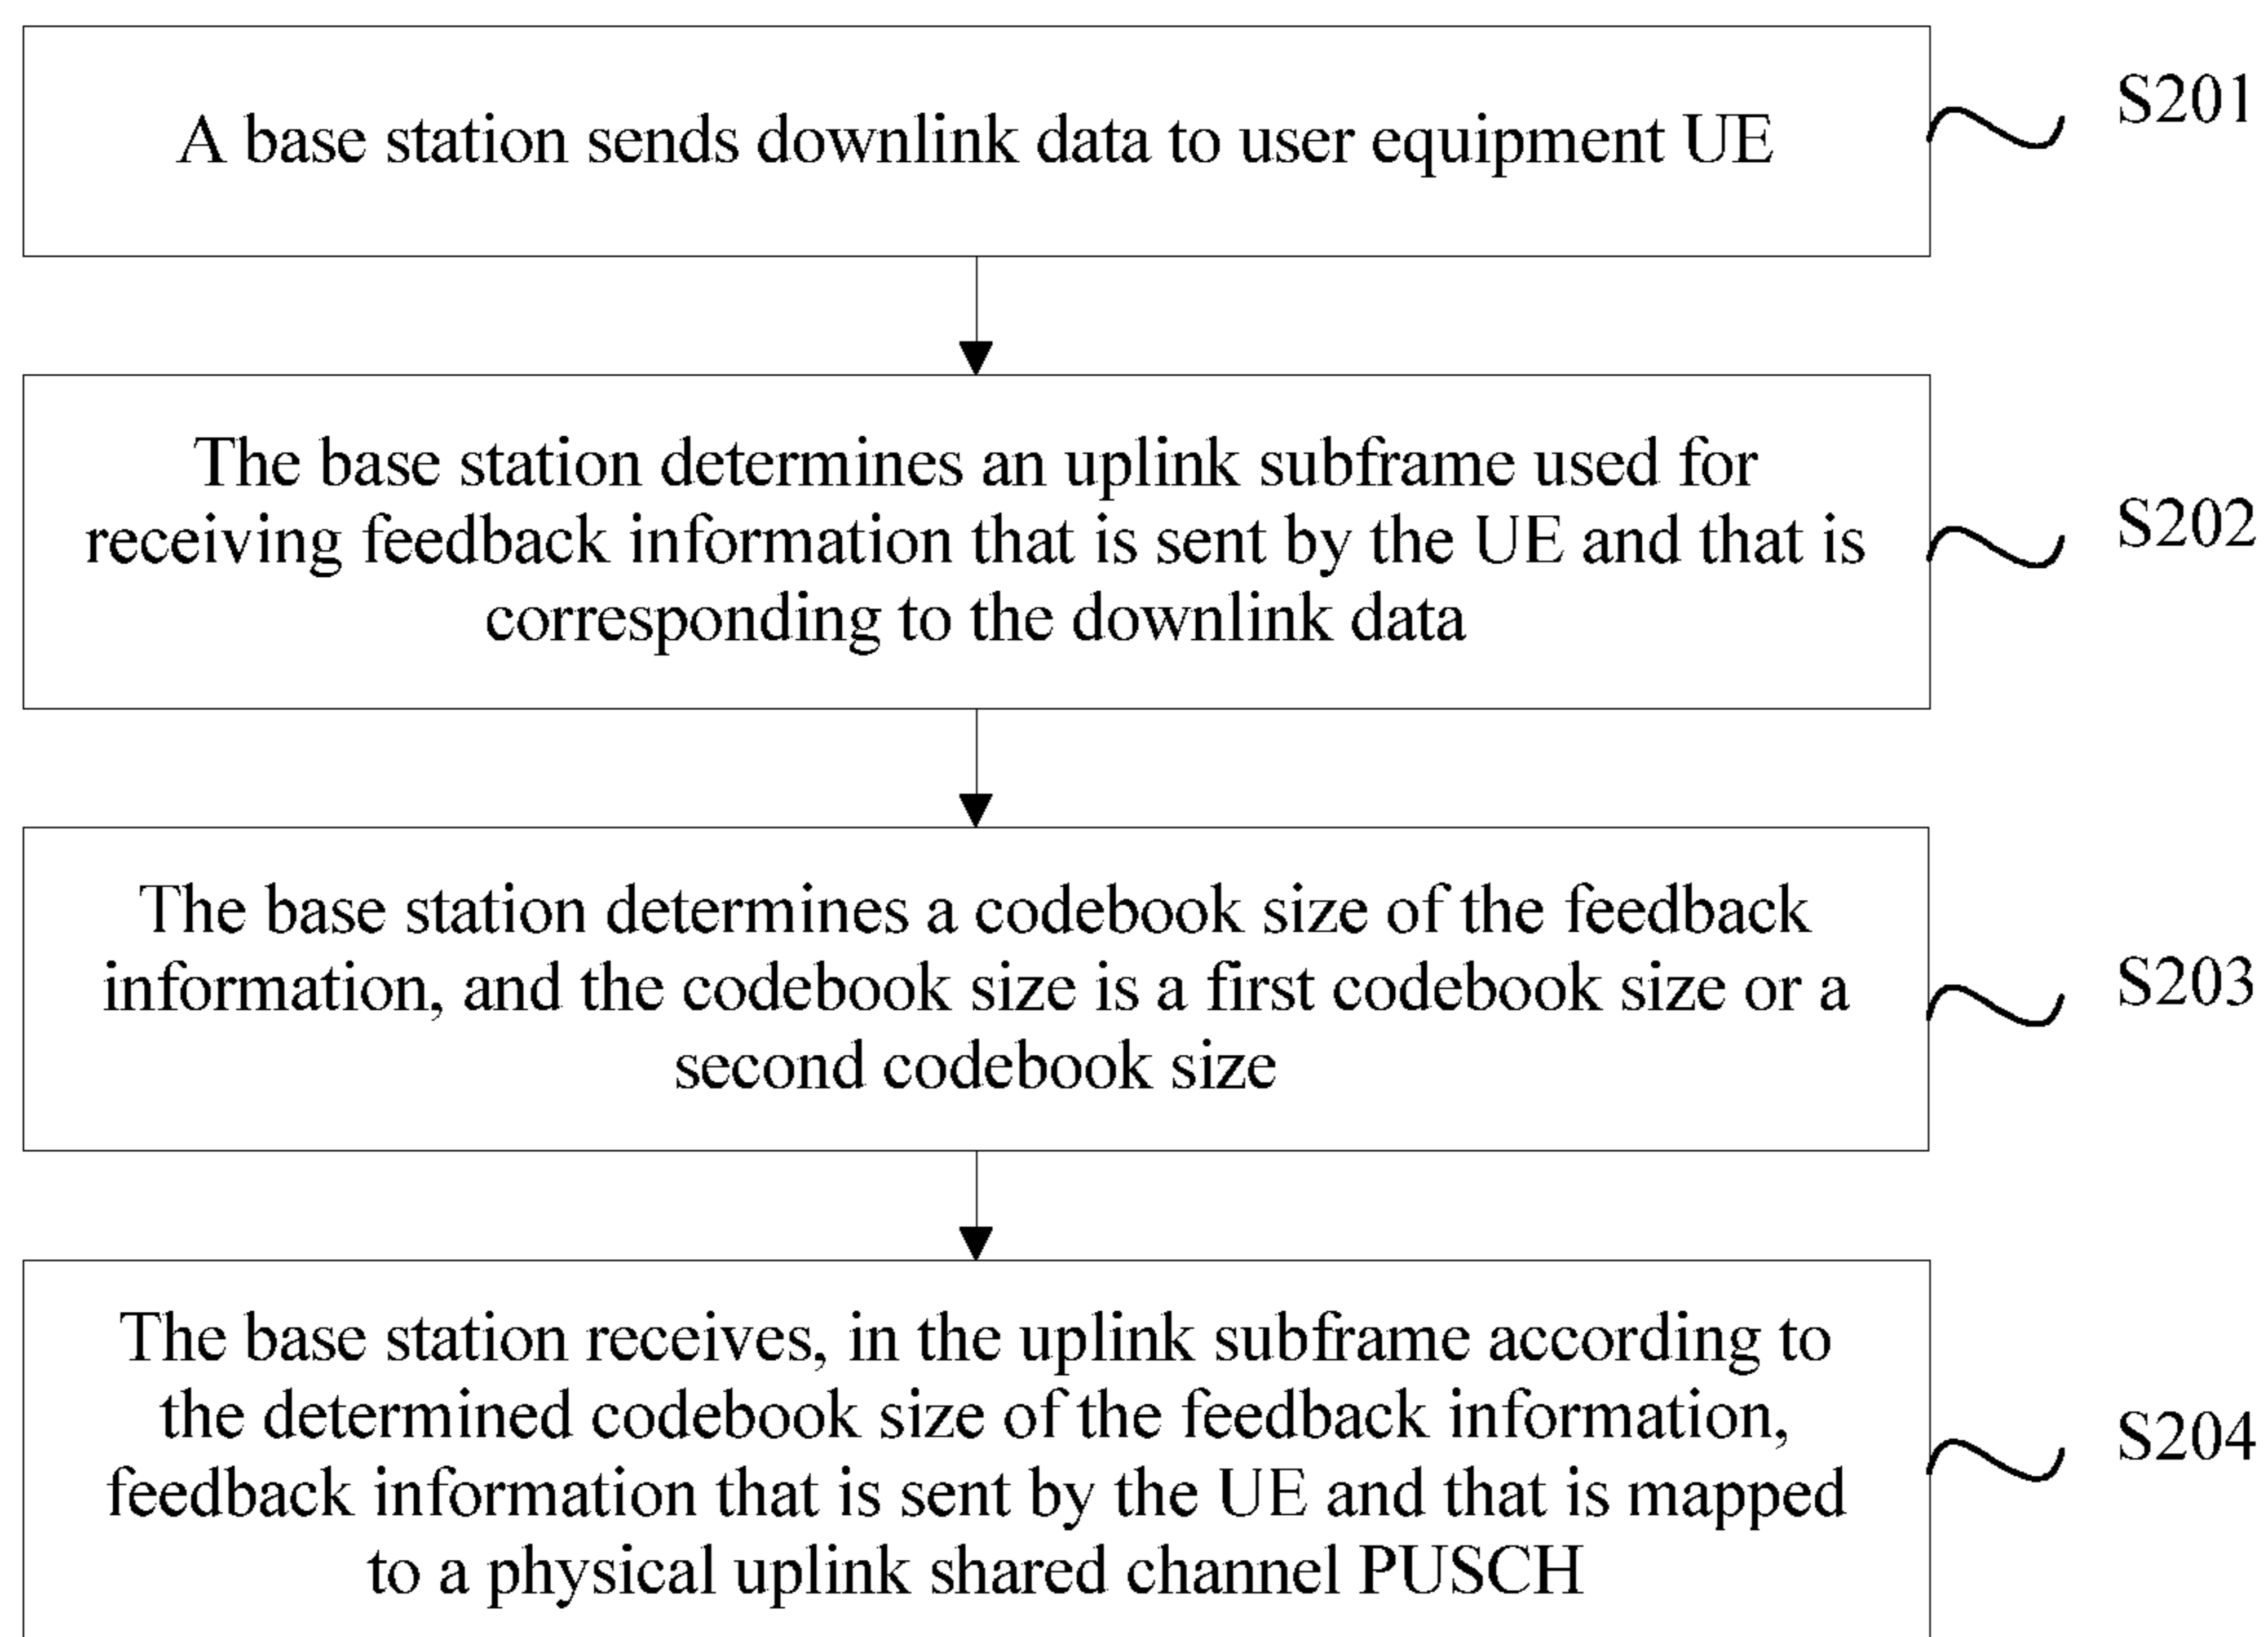 A base station sends downlink data to user equipment UE
S201
The base station determines an uplink subframe used for
receiving feedback information that is sent by the UE and that is
corresponding to the downlink data
S202
The base station determines a codebook size of the feedback
information, and the codebook size is a first codebook size or a
second codebook size
S203
The base station receives, in the uplink subframe according to
the determined codebook size of the feedback information,
feedback information that is sent by the UE and that is mapped
to a physical uplink shared channel PUSCH
S204